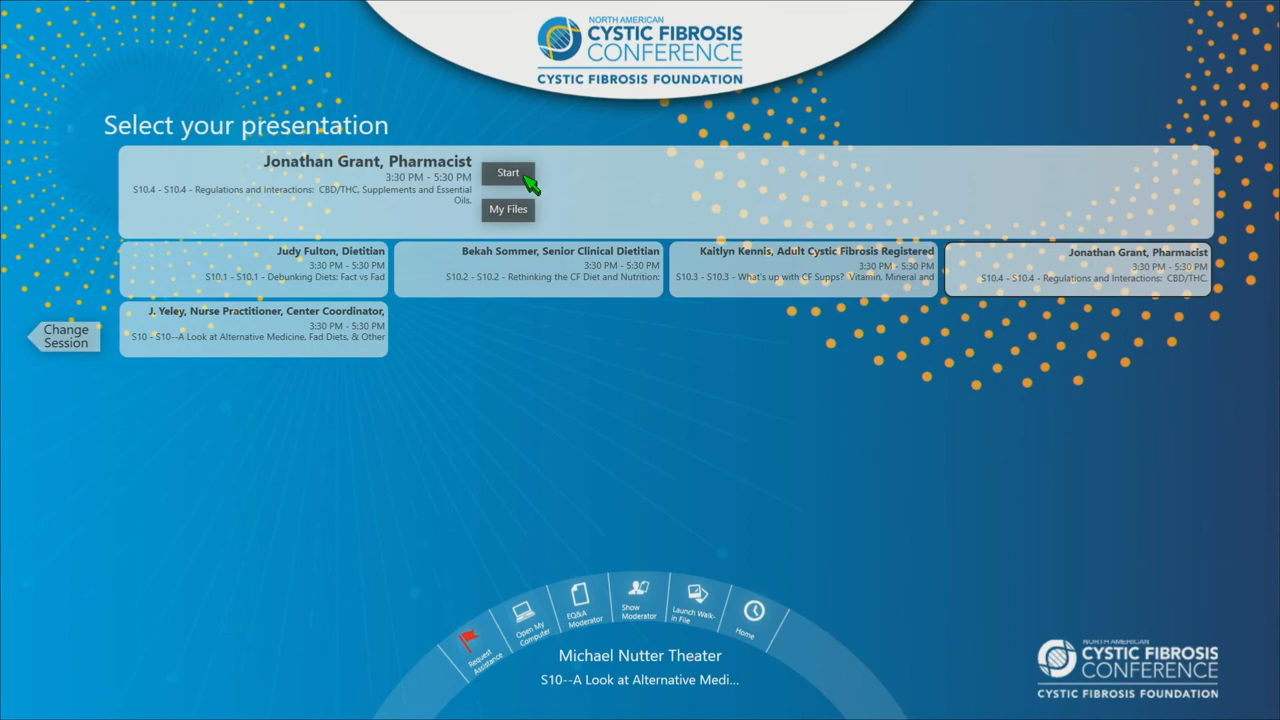 NORTH AMERICAN
CYSTIC FIBROSIS
CONFERENCE
CYSTIC FIBROSIS FOUNDATION
Select your presentation
Jonathan Grant, Pharmacist
3:30 PM - 5:30 PM
S10.4 - S10.4 - Regulations and Interactions: CBD/THC, Supplements and Essential
Oils.
Start
My Files
Judy Fulton, Dietitian
3:30 PM - 5:30 PM
S10.1 - S10.1 - Debunking Diets: Fact vs Fad
Bekah Sommer, Senior Clinical Dietitian
3:30 PM - 5:30 PM
S10.2 - S10.2 - Rethinking the CF Diet and Nutrition:
Kaitlyn Kennis, Adult Cystic Fibrosis Registered
3:30 PM - 5:30 PM
S10.3 - S10.3 - What's up with CF Supps? Vitamin, Mineral and
Jonathan Grant, Pharmacist
3:30 PM - 5:30 PM
S10.4 - S10.4 - Regulations and Interactions: CBD/THC,
J. Yeley, Nurse Practitioner, Center Coordinator,
3:30 PM - 5:30 PM
S10 - S10--A Look at Alternative Medicine, Fad Diets, & Other
Change
Session
Request
Assistance
Open My
Computer
EQ&A
Moderator
Show
Moderator
Launch Walk-
in File
Home
Michael Nutter Theater
S10--A Look at Alternative Medi...
NORTH AMERICAN
CYSTIC FIBROSIS
CONFERENCE
CYSTIC FIBROSIS FOUNDATION